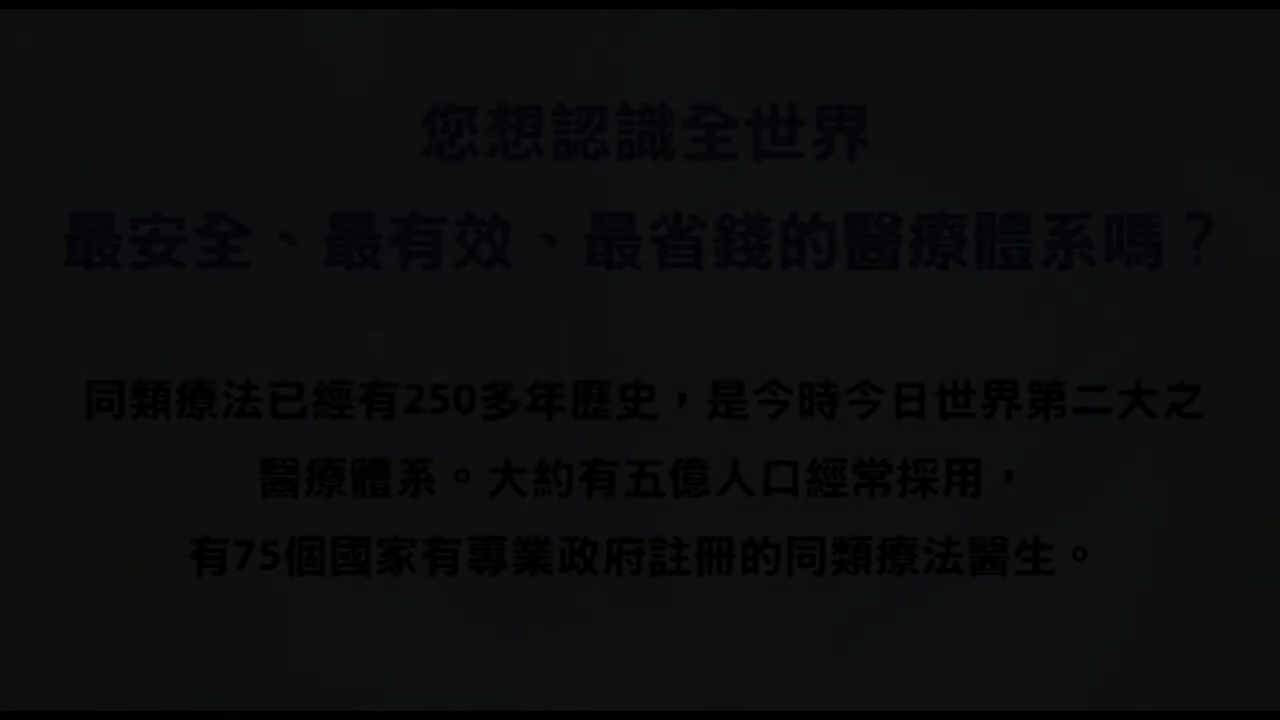 您想認識全世界
最安全、最有效、最省錢的醫療體系嗎？
同類療法已經有250多年歷史，是今時今日世界第二大之
醫療體系。大約有五億人口經常採用，
有75個國家有專業政府註冊的同類療法醫生。